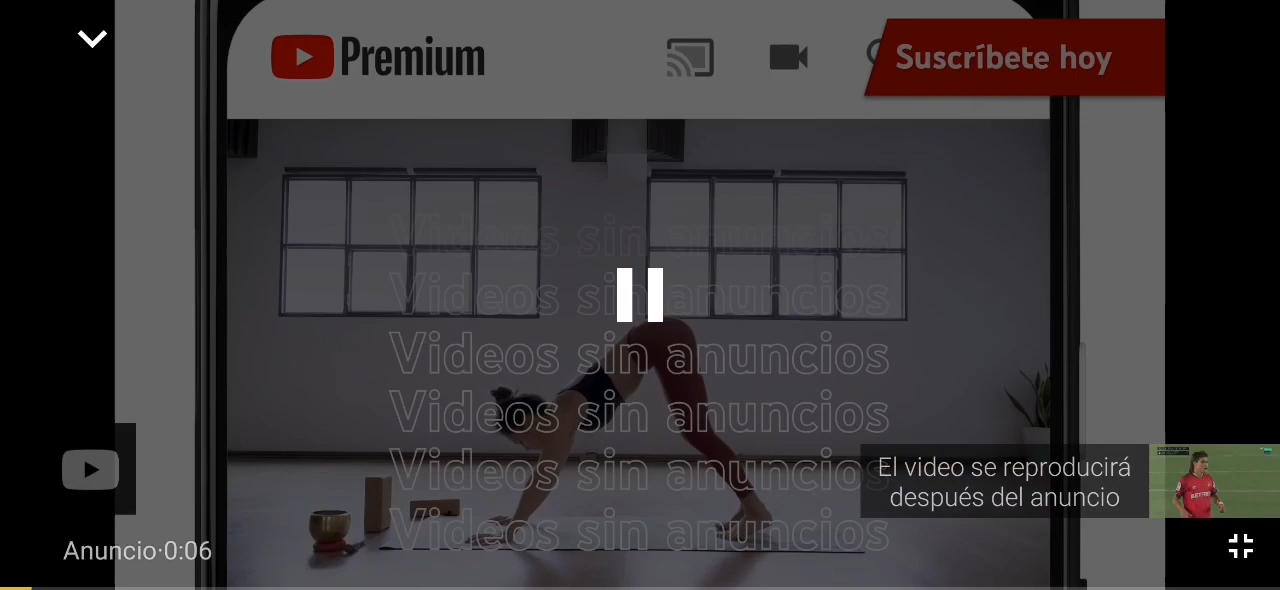 Premium
Suscríbete hoy
Videos sin anuncios
Videos sin anuncios
Videos sin anuncios
Videos sin anuncios
Videos sin anuncios
Videos sin anuncios
El video se reproducirá
después del anuncio
Anuncio·0:06